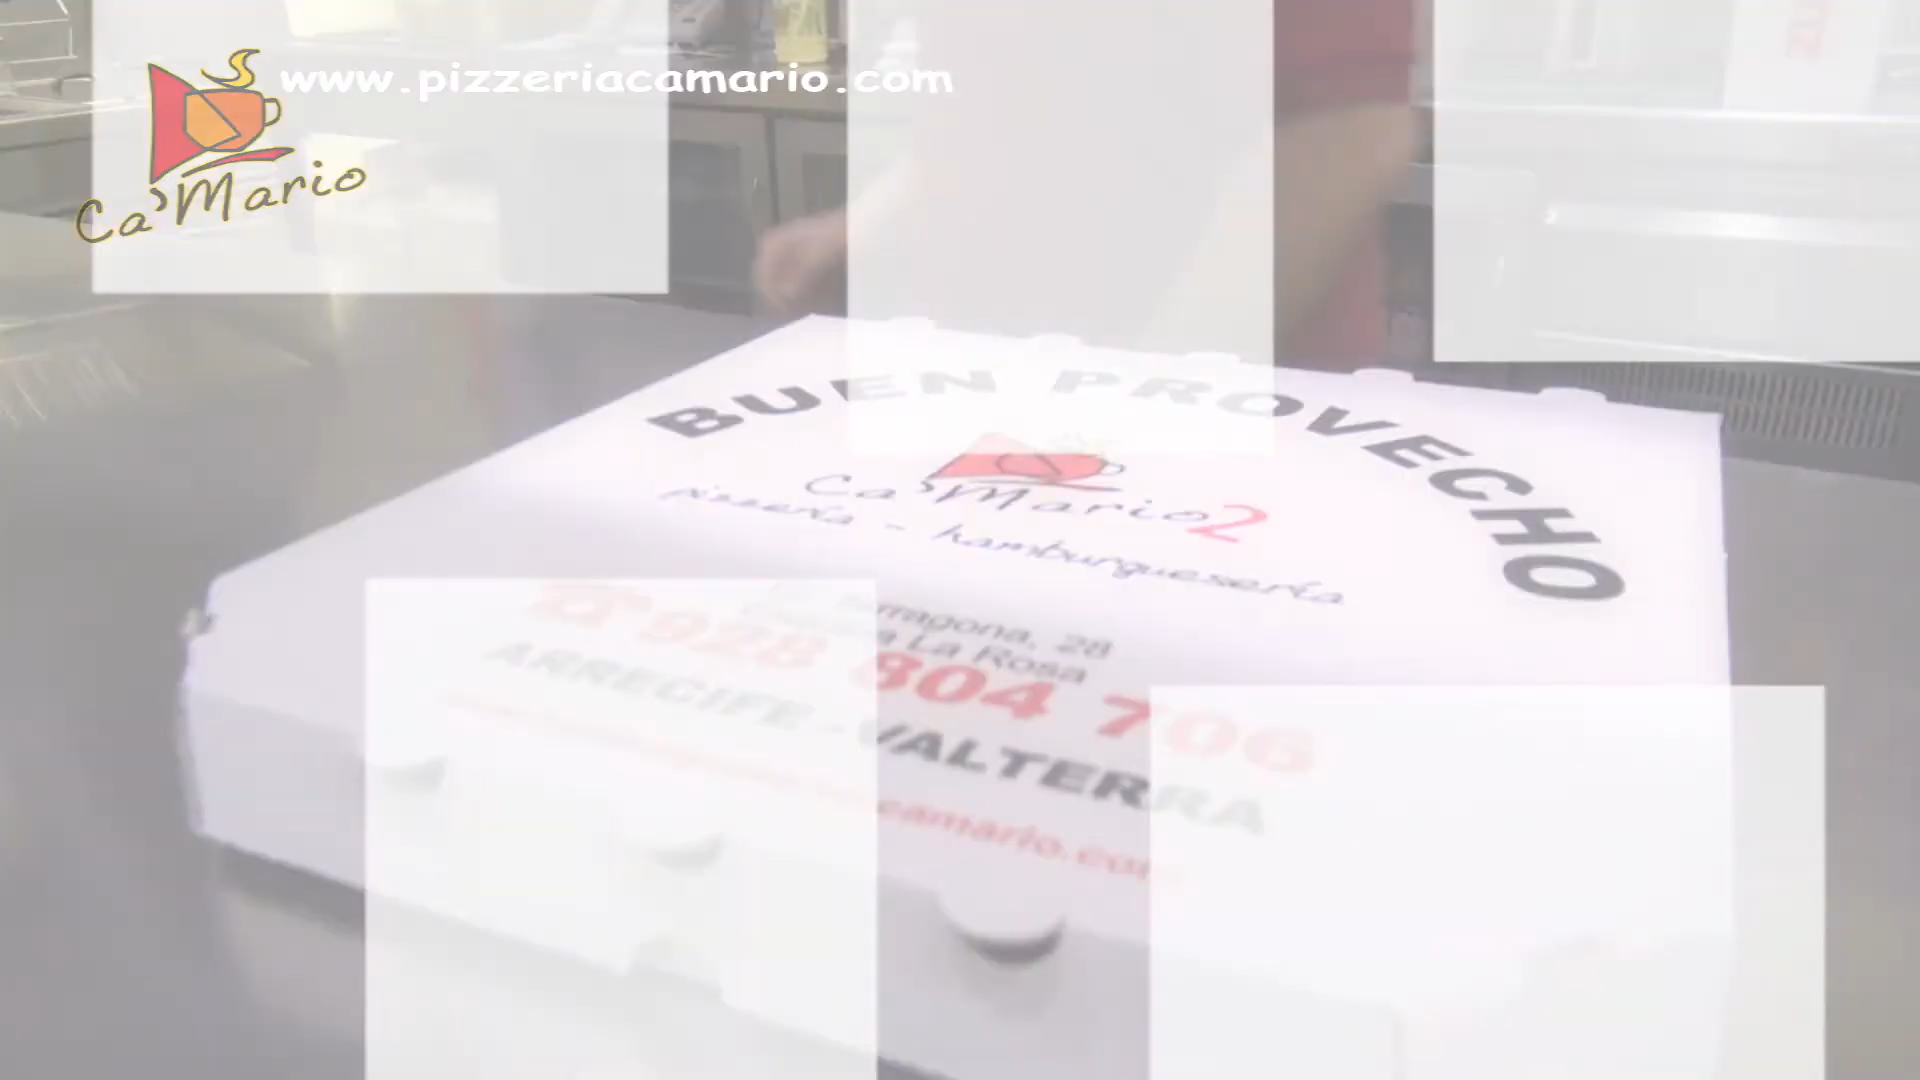 www.pizzeriacamario.com
Ca'Mario
BUEN PROVECHO
Ca'Mario2
pizzería - hamburguesería
Tarragona, 28
La Rosa
☎928 804 706
ARRECIFE - VALTERRA
camario.com